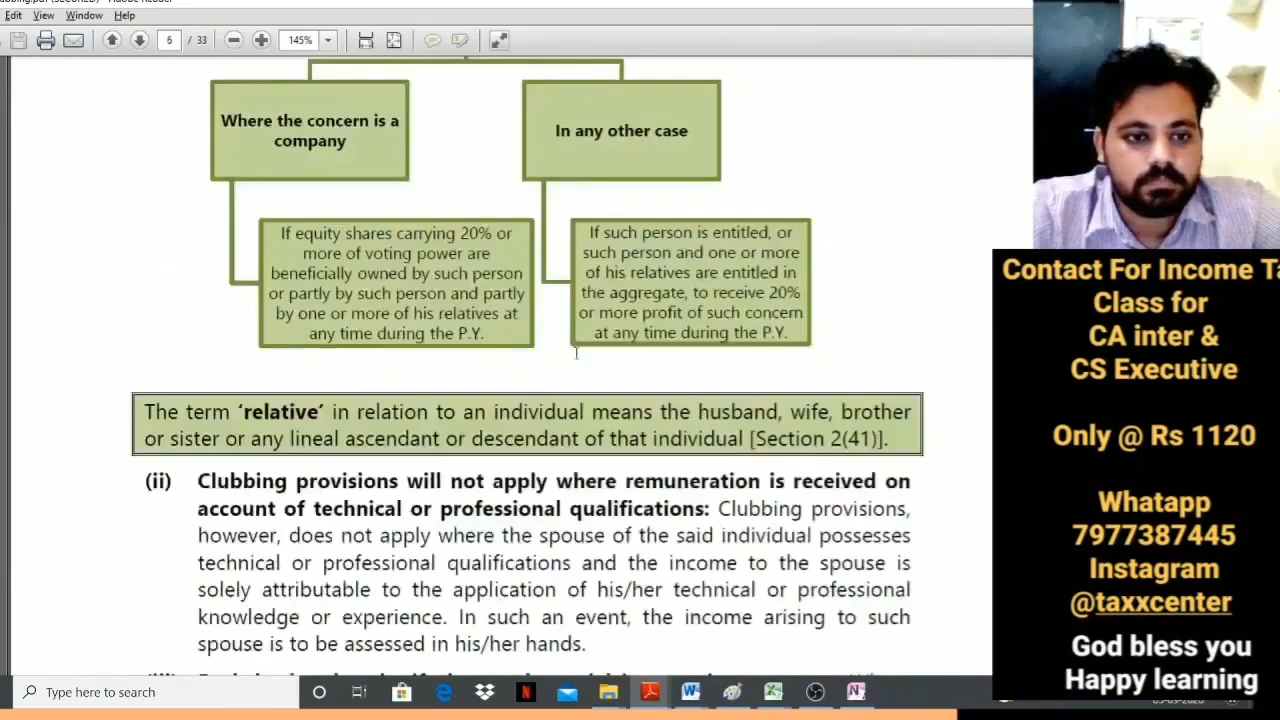 Edit View Window Help
6 / 33 145%
Where the concern is a
company
In any other case
If equity shares carrying 20% or
more of voting power are
beneficially owned by such person
or partly by such person and partly
by one or more of his relatives at
any time during the P.Y.
If such person is entitled, or
such person and one or more
of his relatives are entitled in
the aggregate, to receive 20%
or more profit of such concern
at any time during the P.Y.
The term ‘relative’ in relation to an individual means the husband, wife, brother
or sister or any lineal ascendant or descendant of that individual [Section 2(41)].
(ii) Clubbing provisions will not apply where remuneration is received on
account of technical or professional qualifications: Clubbing provisions,
however, does not apply where the spouse of the said individual possesses
technical or professional qualifications and the income to the spouse is
solely attributable to the application of his/her technical or professional
knowledge or experience. In such an event, the income arising to such
spouse is to be assessed in his/her hands.
Contact For Income Ta
Class for
CA inter &
CS Executive
Only @ Rs 1120
Whatapp
7977387445
Instagram
@taxxcenter
God bless you
Happy learning
Type here to search